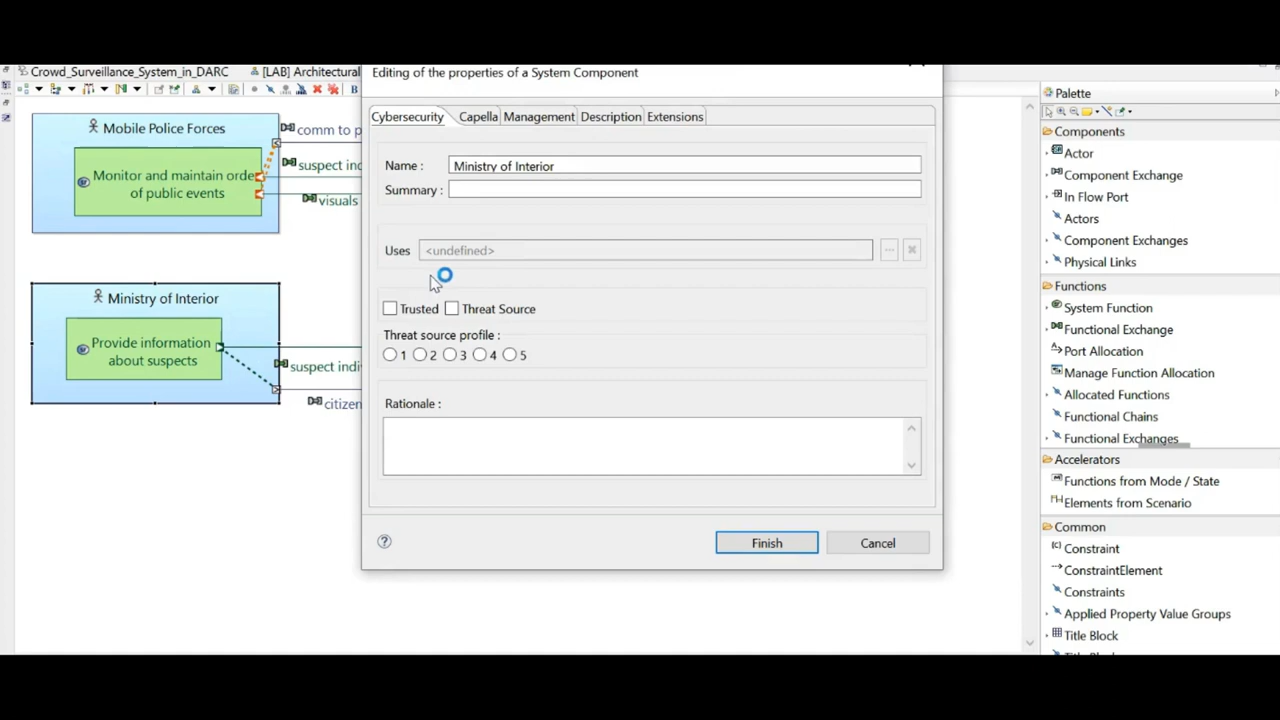 Crowd_Surveillance_System_in_DARC
[LAB] Architectural
B
Mobile Police Forces
Monitor and maintain orde
of public events
comm to p
suspect ind
visuals
Ministry of Interior
Provide information
about suspects
suspect indi
citizen
Editing of the properties of a System Component
Cybersecurity
Capella
Management
Description
Extensions
Name :
Ministry of Interior
Summary :
Uses
<undefined>
...
Trusted
Threat Source
Threat source profile :
1 2 3 4 5
Rationale :
Finish
Cancel
Palette
Components
Actor
Component Exchange
In Flow Port
Actors
Component Exchanges
Physical Links
Functions
System Function
Functional Exchange
Port Allocation
Manage Function Allocation
Allocated Functions
Functional Chains
Functional Exchanges
Accelerators
Functions from Mode / State
Elements from Scenario
Common
Constraint
ConstraintElement
Constraints
Applied Property Value Groups
Title Block